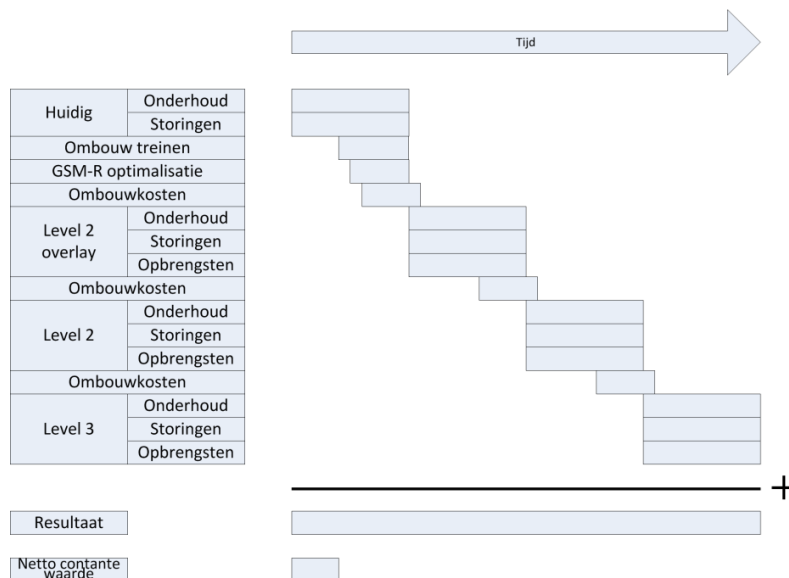 Tijd
Huidig
Onderhoud
Storingen
Ombouw treinen
GSM-R optimalisatie
Ombouwkosten
Level 2
overlay
Onderhoud
Storingen
Opbrengsten
Ombouwkosten
Level 2
Onderhoud
Storingen
Opbrengsten
Ombouwkosten
Level 3
Onderhoud
Storingen
Opbrengsten
+
Resultaat
Netto contante
waarde